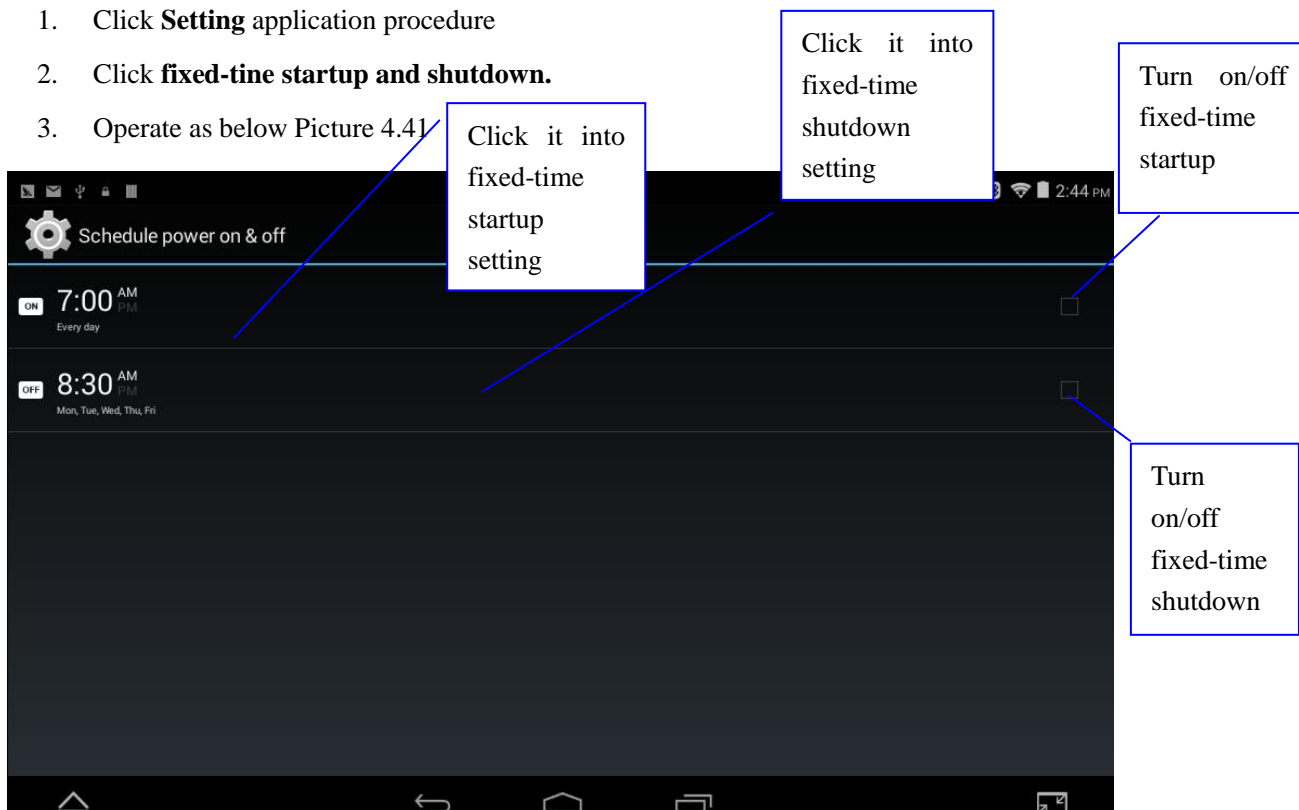 1. Click Setting application procedure
2. Click fixed-tine startup and shutdown.
3. Operate as below Picture 4.41
Click it into
fixed-time
startup
setting
Click it into
fixed-time
shutdown
setting
Turn on/off
fixed-time
startup
2:44 PM
Schedule power on & off
ON 7:00 AM
PM
Every day
OFF 8:30 AM
PM
Mon, Tue, Wed, Thu, Fri
Turn
on/off
fixed-time
shutdown